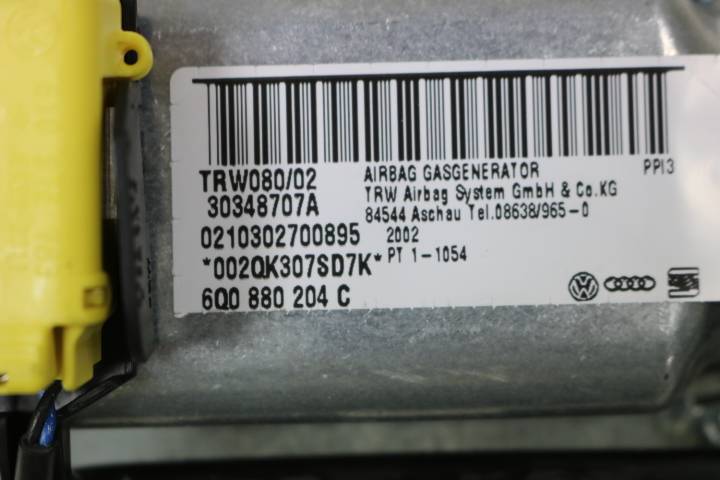 TRW080/02
30348707A
0210302700895
*002QK307SD7K*
6Q0 880 204 C
AIRBAG GASGENERATOR
TRW Airbag System GmbH & Co.KG
84544 Aschau Tel.08638/965-0
2002
PT 1-1054
PPI3